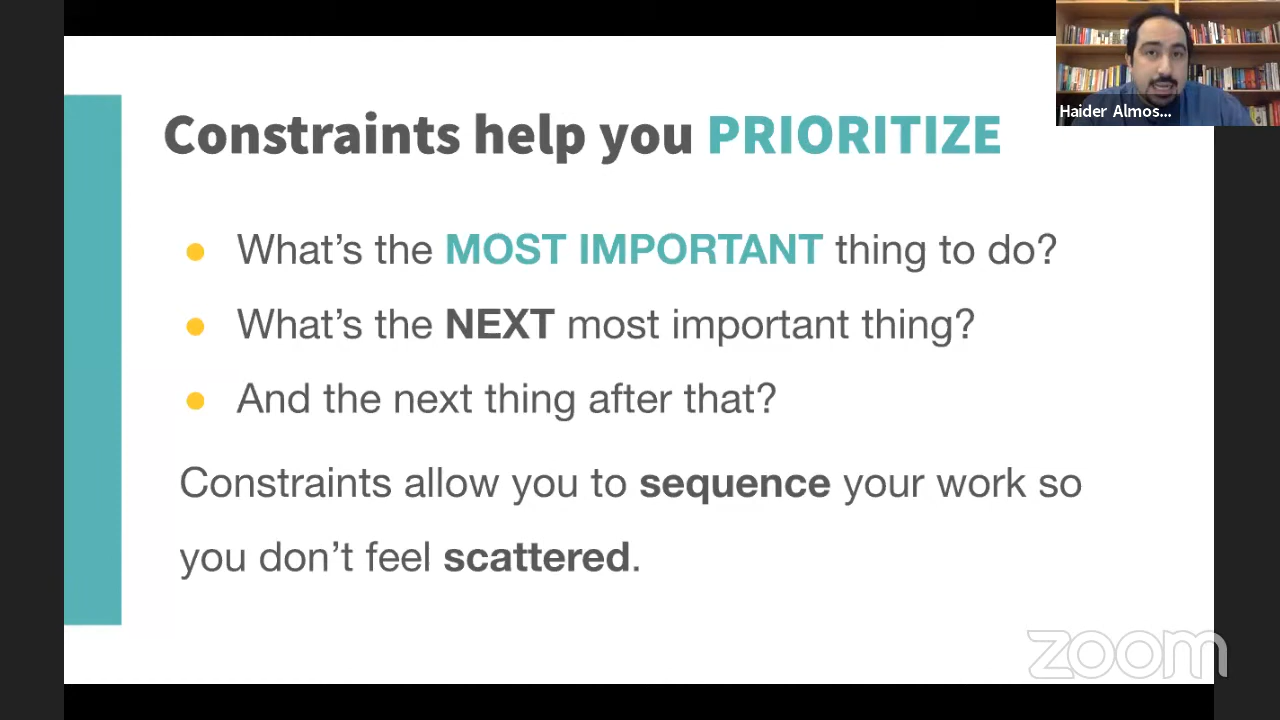 Haider Almos...
Constraints help you PRIORITIZE
● What’s the MOST IMPORTANT thing to do?
● What’s the NEXT most important thing?
● And the next thing after that?
Constraints allow you to sequence your work so
you don’t feel scattered.
zoom